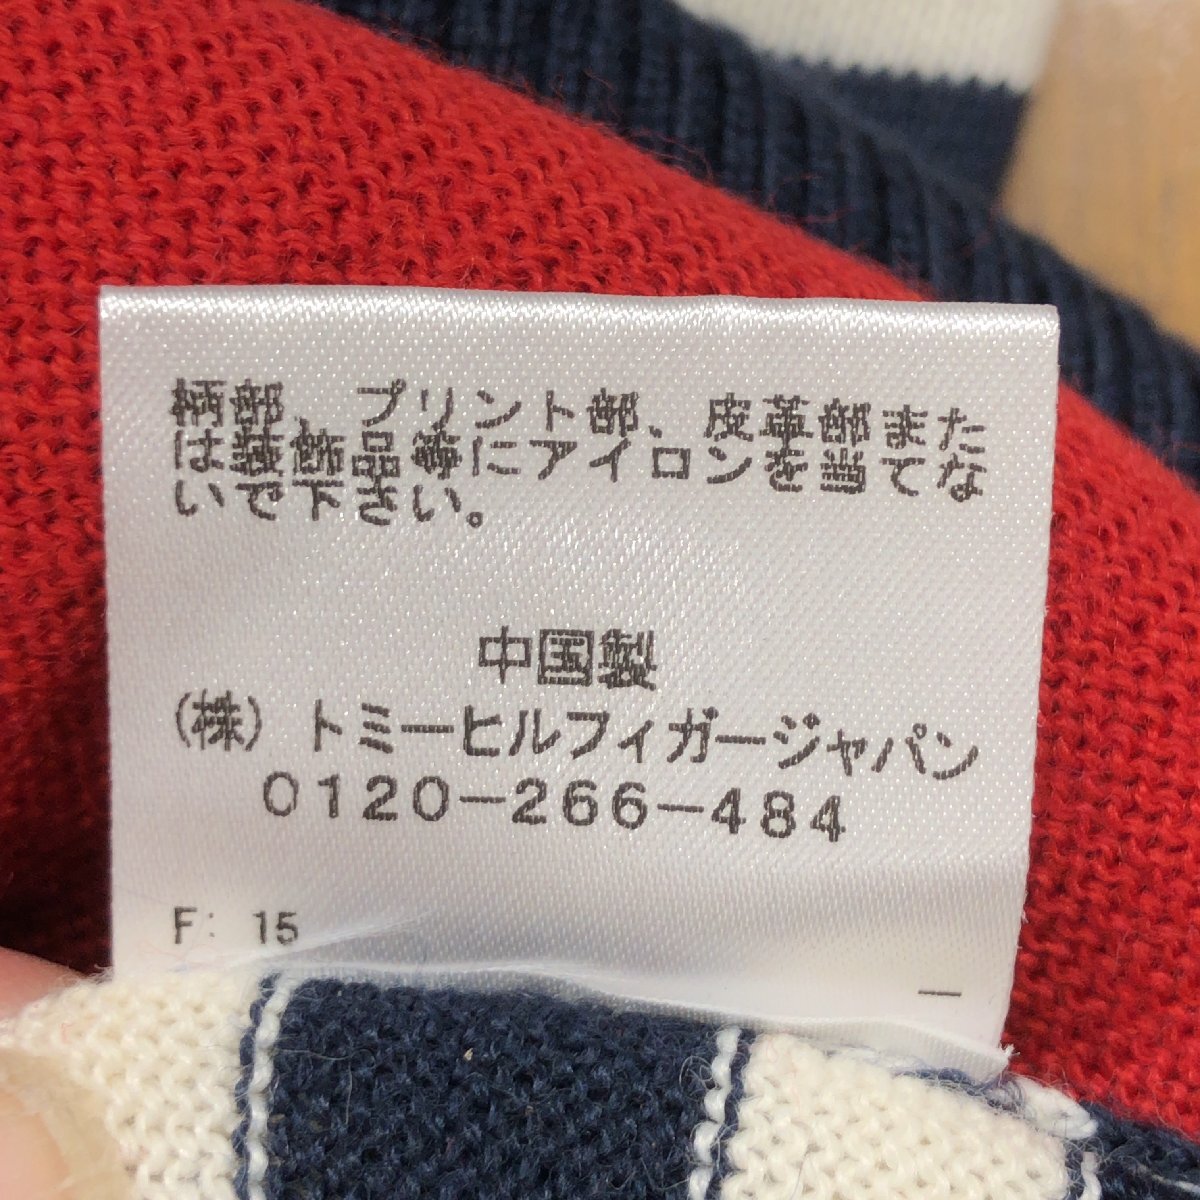 柄部、プリント部、皮革部また
は装飾品等にアイロンを当てな
いで下さい。
中国製
(株) トミーヒルフィガージャパン
0120-266-484
F: 15
-